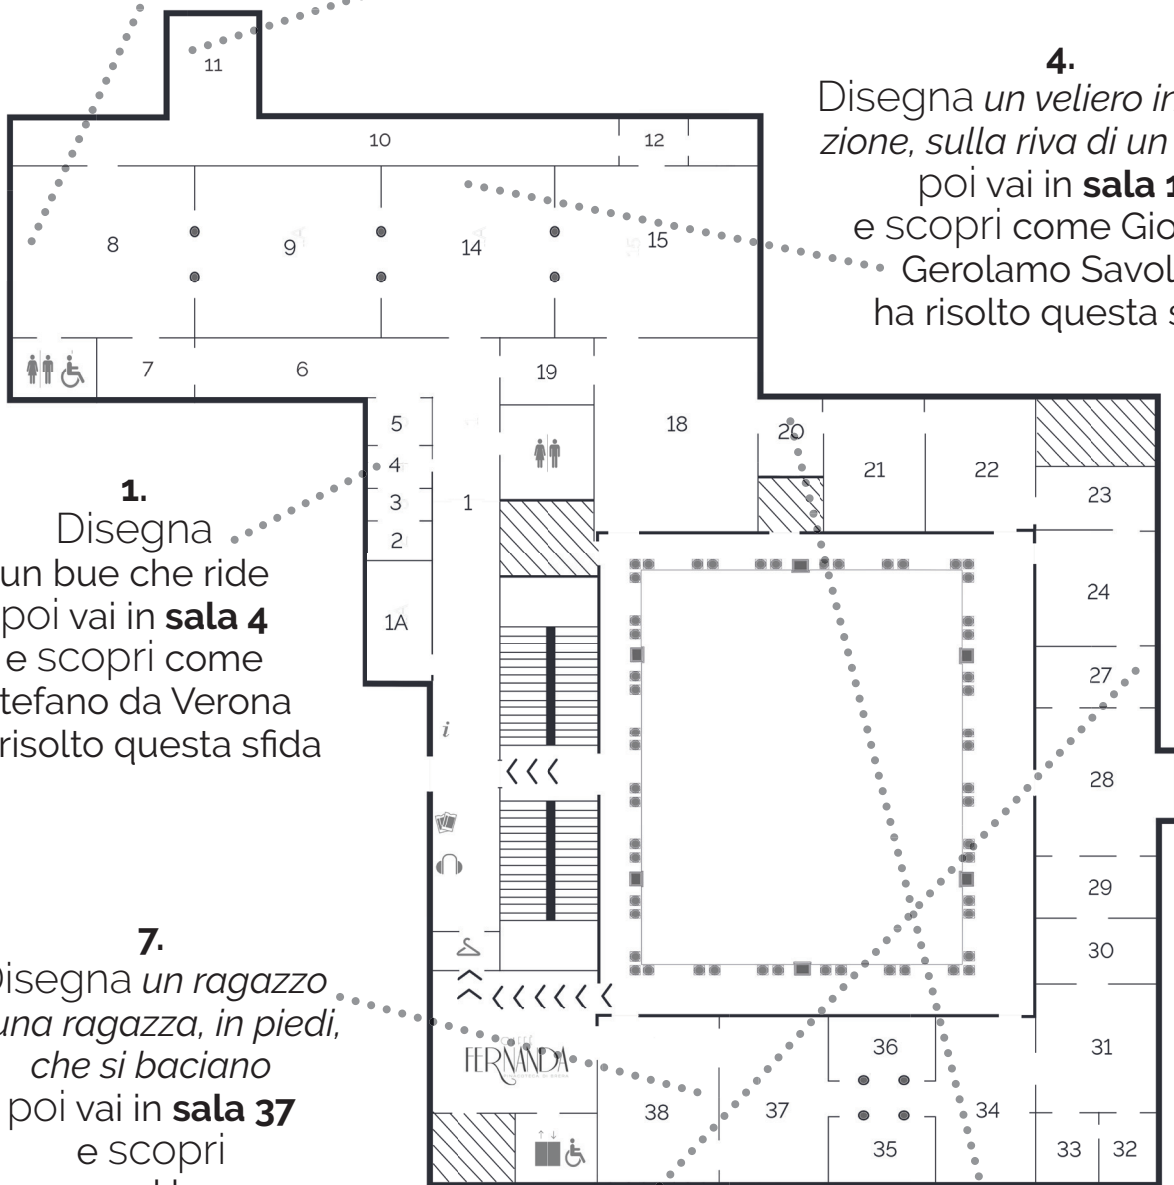 11
4.
Disegna un veliero in
zione, sulla riva di un
poi vai in sala 1
e scopri come Gio
Gerolamo Savol
ha risolto questa s
10
12
8
9
14
15
7
6
19
18
5
4
3
2
1
1A
20
21
22
23
24
27
28
29
30
31
1.
Disegna
un bue che ride
poi vai in sala 4
e scopri come
tefano da Verona
risolto questa sfida
i
7.
Disegna un ragazzo
una ragazza, in piedi,
che si baciano
poi vai in sala 37
e scopri
FERNANDA
38
37
36
35
34
33
32